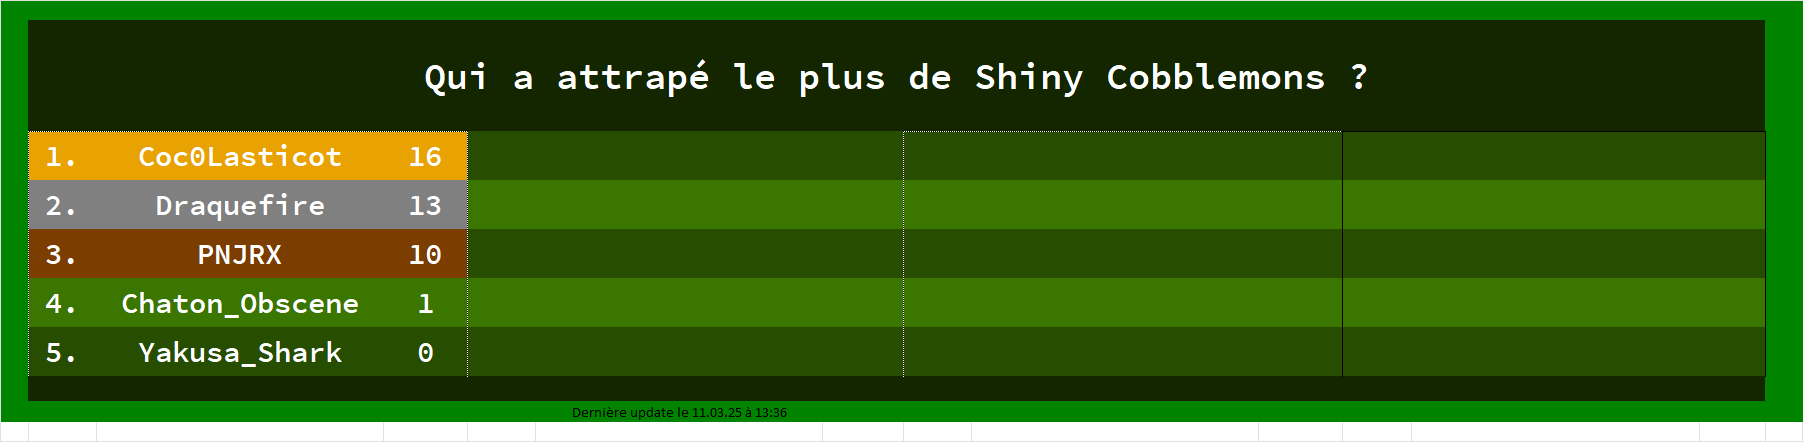 Qui a attrapé le plus de Shiny Cobblemons ?
1. Coc0Lasticot 16
2. Draquefire 13
3. PNJRX 10
4. Chaton_Obscene 1
5. Yakusa_Shark 0
Dernière update le 11.03.25 à 13:36